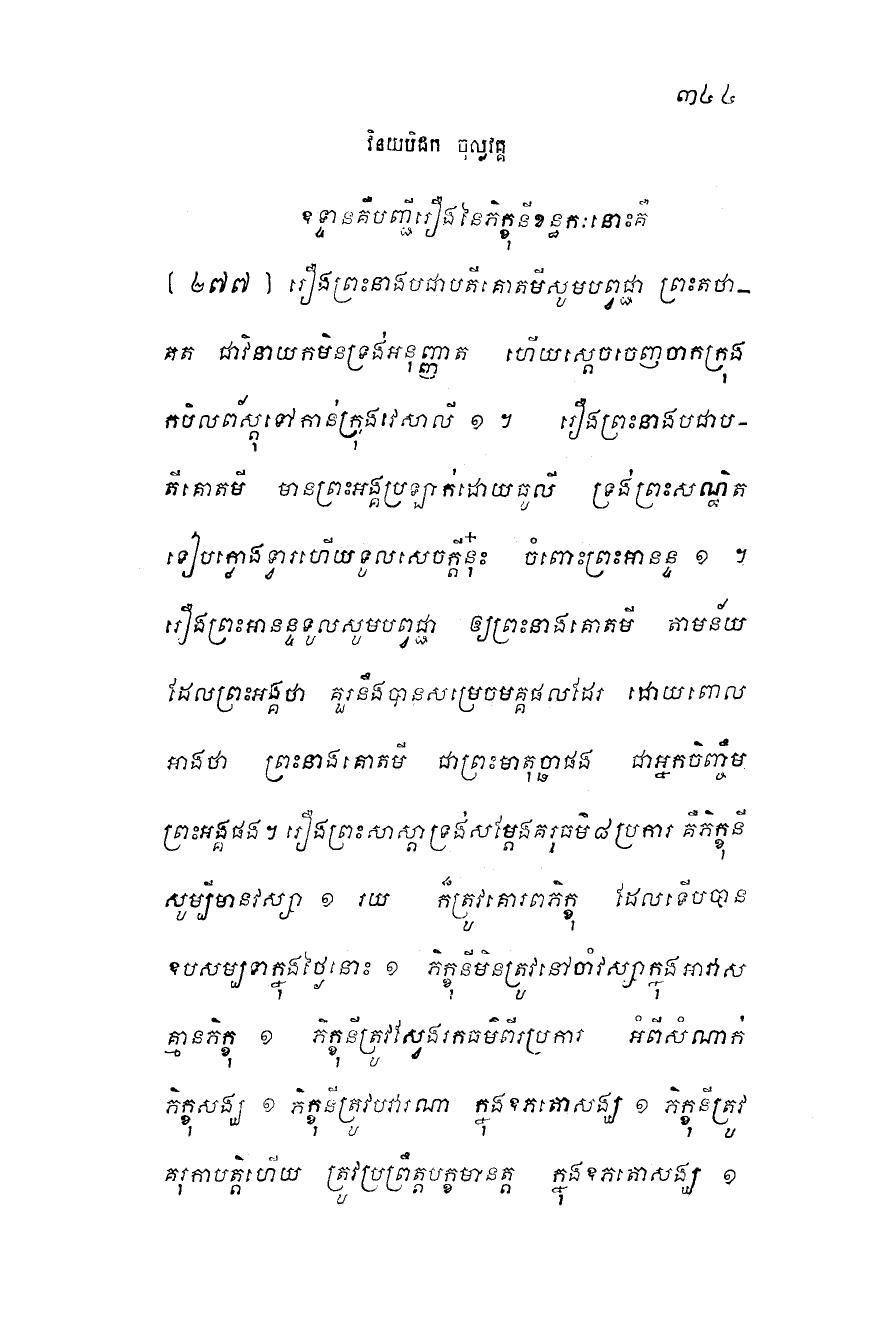 ៣៤៤
វិនយបិដក ចុល្លវគ្គ
ឧទ្ទានគឺបញ្ជីរឿងនៃភិក្ខុនីខន្ធកៈនោះគឺ
[ ២៧៧ ] រឿងព្រះនាងបជាបតីគោតមីសូមបព្វជ្ជា ព្រះតថា-
គត ជាវិនាយកមិនទ្រង់អនុញ្ញាត ហើយស្តេចចេញចាកក្រុង
កបិលពស្តុទៅកាន់ក្រុងវេសាលី ១ ។ រឿងព្រះនាងបជាប-
តីគោតមី មានព្រះអង្គប្រឡាក់ដោយធូលី ទ្រង់ព្រះសណ្ឋិត
ទៀបក្លោងទ្វារហើយទូលសេចក្តីនុ៎ះ ចំពោះព្រះអានន្ទ ១ ។
រឿងព្រះអានន្ទទូលសូមបព្វជ្ជា ឲ្យព្រះនាងគោតមី តាមន័យ
ដែលព្រះអង្គថា គួរនឹងបានសម្រេចមគ្គផលដែរ ដោយពោល
អាងថា ព្រះនាងគោតមី ជាព្រះមាតុច្ឆាផង ជាអ្នកចិញ្ចឹម
ព្រះអង្គផង។ រឿងព្រះសាស្តាទ្រង់សម្តែងគរុធម៌៨ប្រការ គឺភិក្ខុនី
សូម្បីមានវស្សា ១ រយ ក៏ត្រូវគោរពភិក្ខុ ដែលទើបបាន
ឧបសម្បទាក្នុងថ្ងៃនោះ ១ ភិក្ខុនីមិនត្រូវនៅចាំវស្សាក្នុងអាវាស
គ្មានភិក្ខុ ១ ភិក្ខុនីត្រូវស្វែងរកធម៌ពីរប្រការ អំពីសំណាក់
ភិក្ខុសង្ឃ ១ ភិក្ខុនីត្រូវបវារណា ក្នុងឧភតោសង្ឃ ១ ភិក្ខុនីត្រូវ
គរុកាបត្តិហើយ ត្រូវប្រព្រឹត្តបក្ខមានត្ត ក្នុងឧភតោសង្ឃ ១